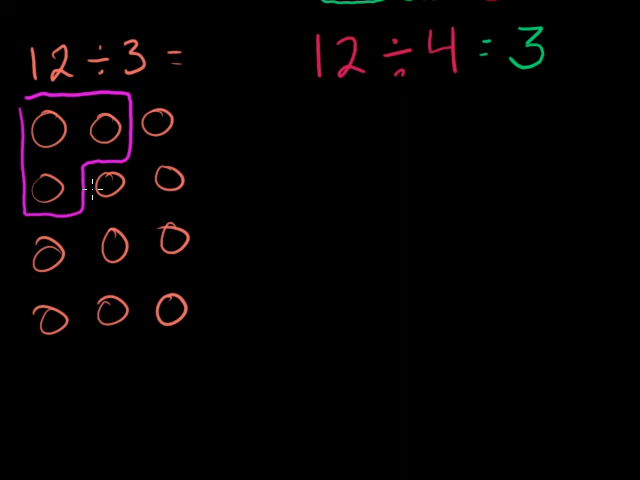 12 ÷ 3 =
12 ÷ 4 = 3